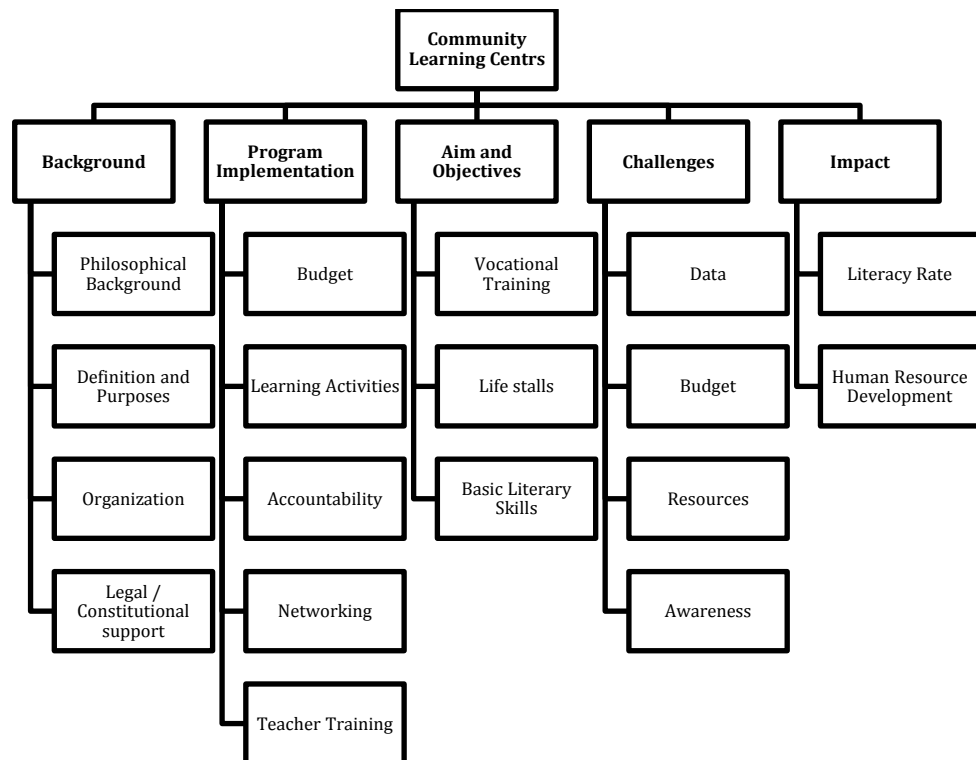 Community
Learning Centrs
Background
Program
Implementation
Aim and
Objectives
Challenges
Impact
Philosophical
Background
Definition and
Purposes
Organization
Legal /
Constitutional
support
Budget
Learning Activities
Accountability
Networking
Teacher Training
Vocational
Training
Life stalls
Basic Literary
Skills
Data
Budget
Resources
Awareness
Literacy Rate
Human Resource
Development